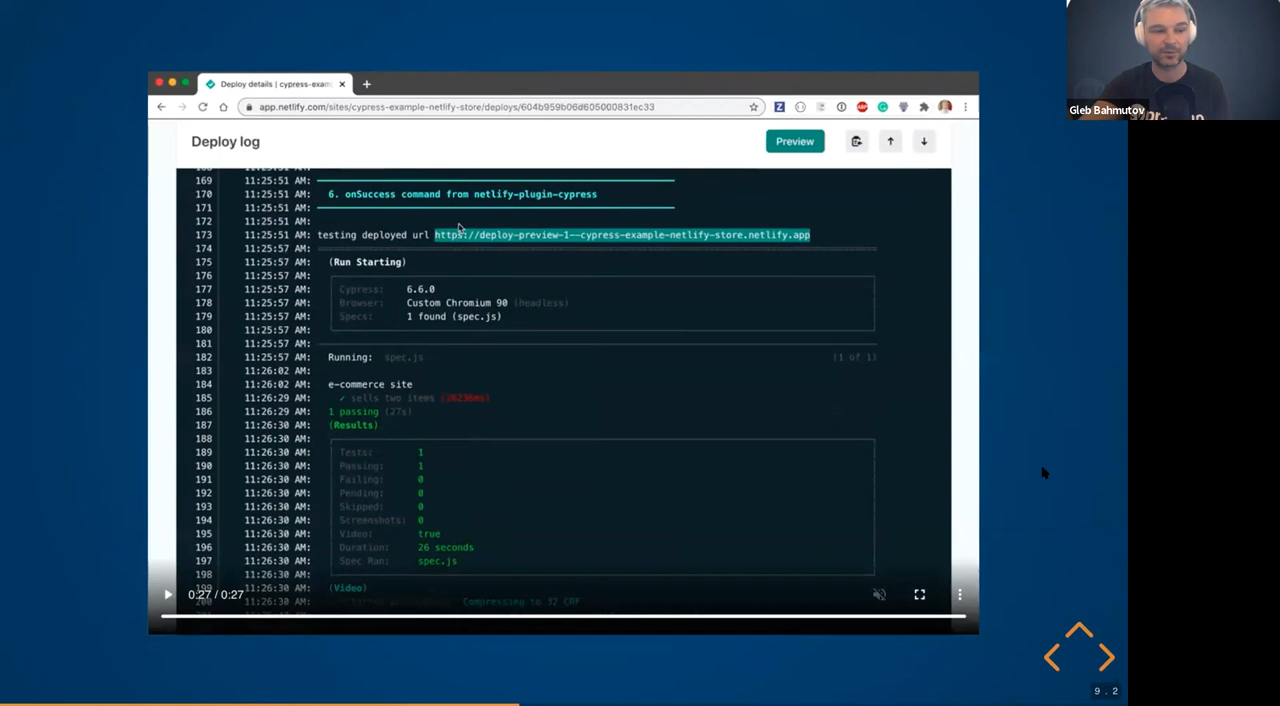 Gleb Bahmutov
Deploy details | cypress-exam
app.netlify.com/sites/cypress-example-netlify-store/deploys/604b959b06d605000831ec33
Deploy log
Preview
169 11:25:51 AM:
170 11:25:51 AM: 6. onSuccess command from netlify-plugin-cypress
171 11:25:51 AM:
172 11:25:51 AM:
173 11:25:51 AM: testing deployed url https://deploy-preview-1--cypress-example-netlify-store.netlify.app
174 11:25:57 AM:
175 11:25:57 AM: (Run Starting)
176 11:25:57 AM:
177 11:25:57 AM: Cypress: 6.6.0
178 11:25:57 AM: Browser: Custom Chromium 90 (headless)
179 11:25:57 AM: Specs: 1 found (spec.js)
180 11:25:57 AM:
181 11:25:57 AM:
182 11:25:57 AM: Running: spec.js (1 of 1)
183 11:26:02 AM:
184 11:26:02 AM: e-commerce site
185 11:26:29 AM: ✓ sells two items (26236ms)
186 11:26:29 AM: 1 passing (27s)
187 11:26:30 AM: (Results)
188 11:26:30 AM:
189 11:26:30 AM: Tests: 1
190 11:26:30 AM: Passing: 1
191 11:26:30 AM: Failing: 0
192 11:26:30 AM: Pending: 0
193 11:26:30 AM: Skipped: 0
194 11:26:30 AM: Screenshots: 0
195 11:26:30 AM: Video: true
196 11:26:30 AM: Duration: 26 seconds
197 11:26:30 AM: Spec Ran: spec.js
198 11:26:30 AM:
199 11:26:30 AM: (Video)
200 11:26:30 AM: Compressing to 32 CRF
0:27 / 0:27
9.2